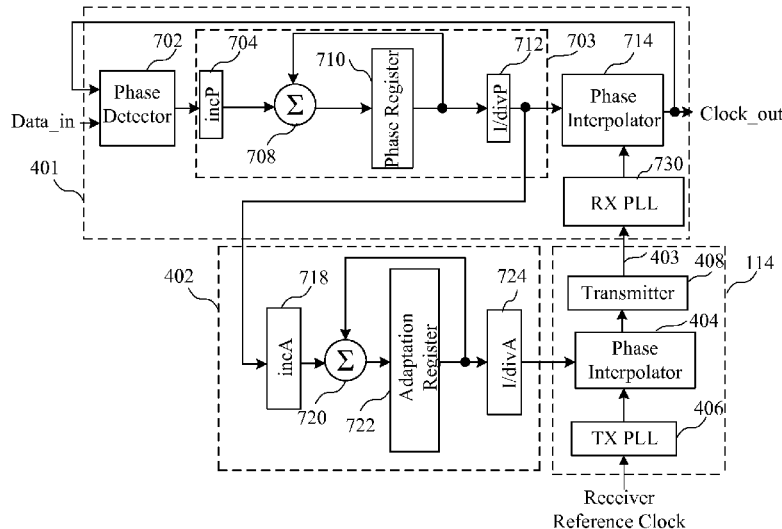 702
704
710
712
703
714
Phase
Detector
incP
Σ
708
Phase Register
1/divP
Phase
Interpolator
Data_in
Clock_out
401
730
RX PLL
403
402
718
724
408
114
Transmitter
404
incA
Σ
720
722
Adaptation
Register
1/divA
Phase
Interpolator
406
TX PLL
Receiver
Reference Clock